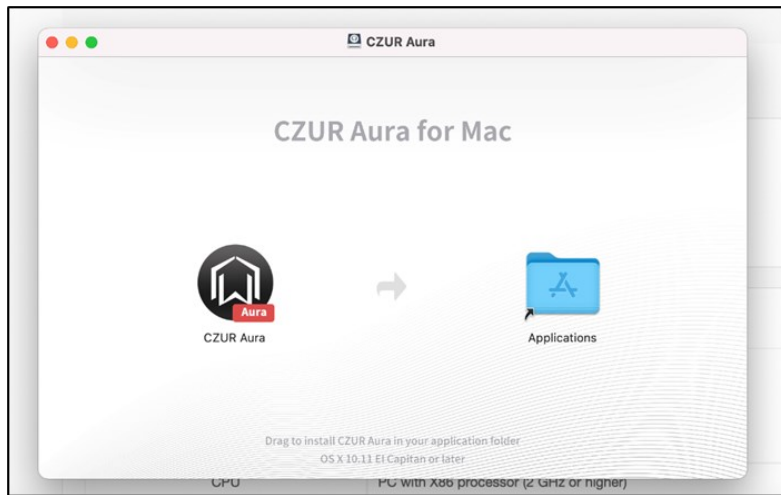 CZUR Aura
CZUR Aura for Mac
Aura
CZUR Aura
Applications
Drag to install CZUR Aura in your application folder
OS X 10.11 EI Capitan or later
CPU
PC with X86 processor (2 GHz or higher)